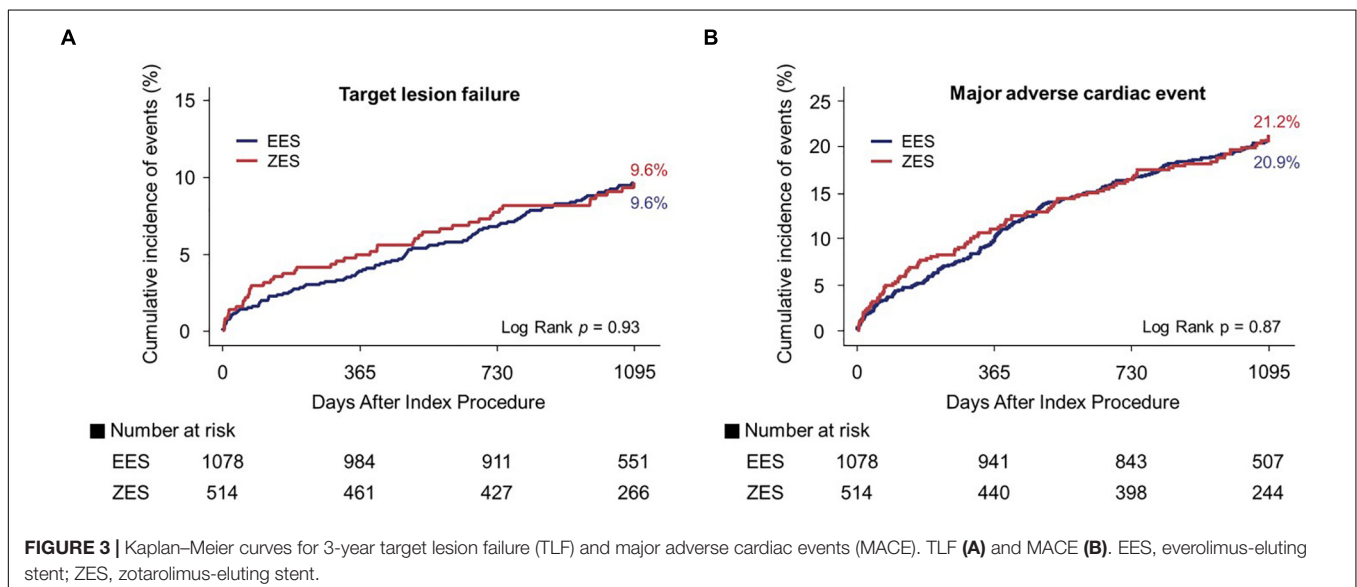 A
Cumulative incidence of events (%)
Target lesion failure
15
10
5
0
EES
ZES
9.6%
9.6%
Log Rank p = 0.93
0 365 730 1095
Days After Index Procedure
■ Number at risk
EES 1078 984 911 551
ZES 514 461 427 266
B
Cumulative incidence of events (%)
Major adverse cardiac event
25
20
15
10
5
0
EES
ZES
21.2%
20.9%
Log Rank p = 0.87
0 365 730 1095
Days After Index Procedure
■ Number at risk
EES 1078 941 843 507
ZES 514 440 398 244
FIGURE 3 | Kaplan–Meier curves for 3-year target lesion failure (TLF) and major adverse cardiac events (MACE). TLF (A) and MACE (B). EES, everolimus-eluting
stent; ZES, zotarolimus-eluting stent.